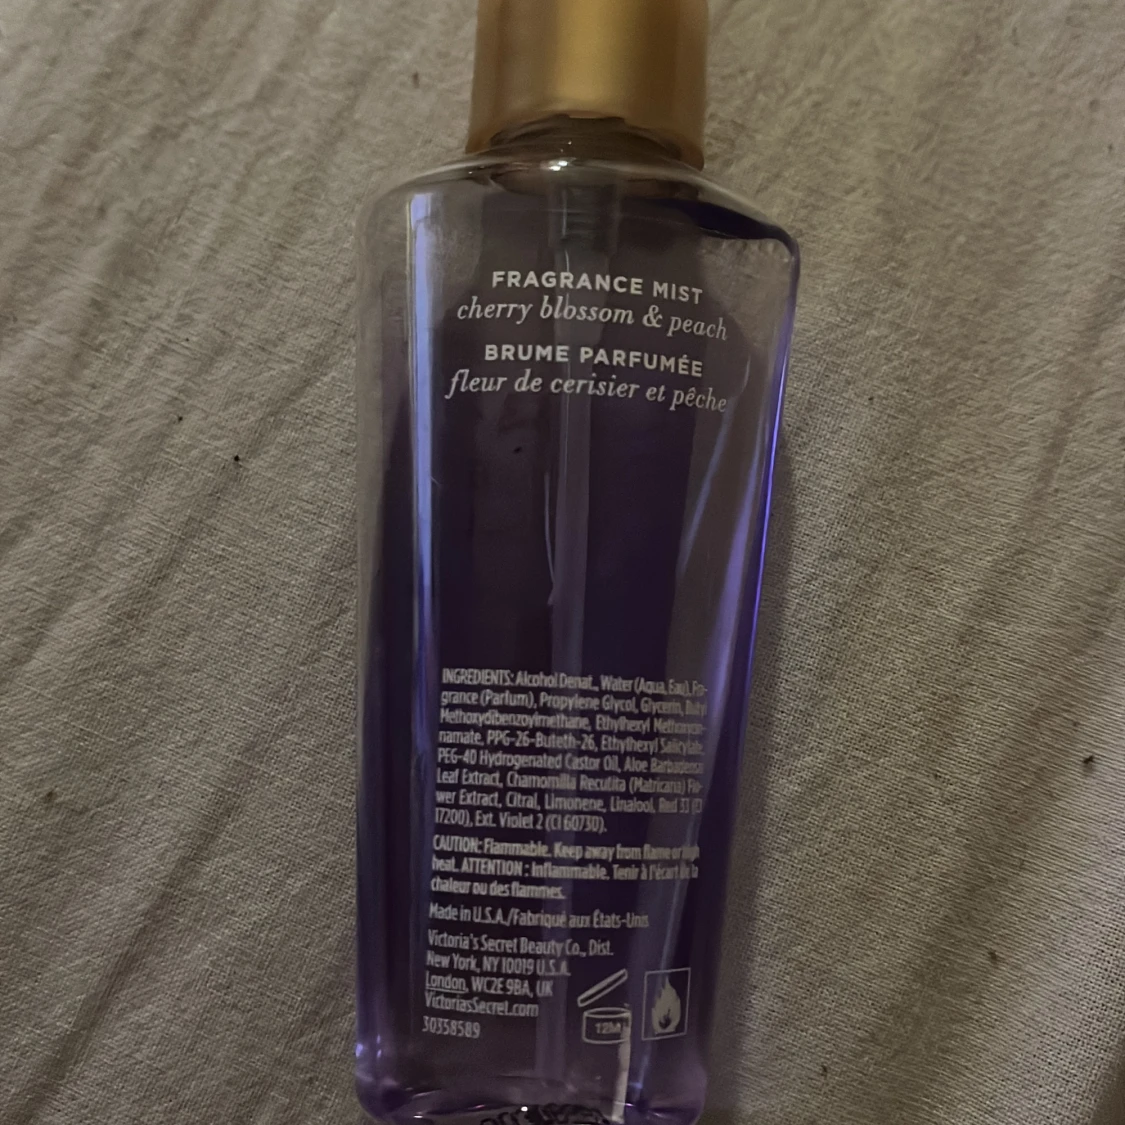 FRAGRANCE MIST
cherry blossom & peach
BRUME PARFUMÉE
fleur de cerisier et pêche
INGREDIENTS: Alcohol Denat., Water (Aqua, Eau), Fra-
grance (Parfum), Propylene Glycol, Glycerin, Butyl
Methoxydibenzoylmethane, Ethylhexyl Methoxycin-
namate, PPG-26-Buteth-26, Ethylhexyl Salicylate,
PEG-40 Hydrogenated Castor Oil, Aloe Barbadensis
Leaf Extract, Chamomilla Recutita (Matricaria) Flo-
wer Extract, Citral, Limonene, Linalool, Red 33 (CI
17200), Ext. Violet 2 (CI 60730).
CAUTION: Flammable. Keep away from flame or high
heat. ATTENTION : Inflammable. Tenir à l'écart de la
chaleur ou des flammes.
Made in U.S.A./Fabriqué aux États-Unis
Victoria's Secret Beauty Co., Dist.
New York, NY 10019 U.S.A.
London, WC2E 9BA, UK
VictoriasSecret.com
30358589
12M